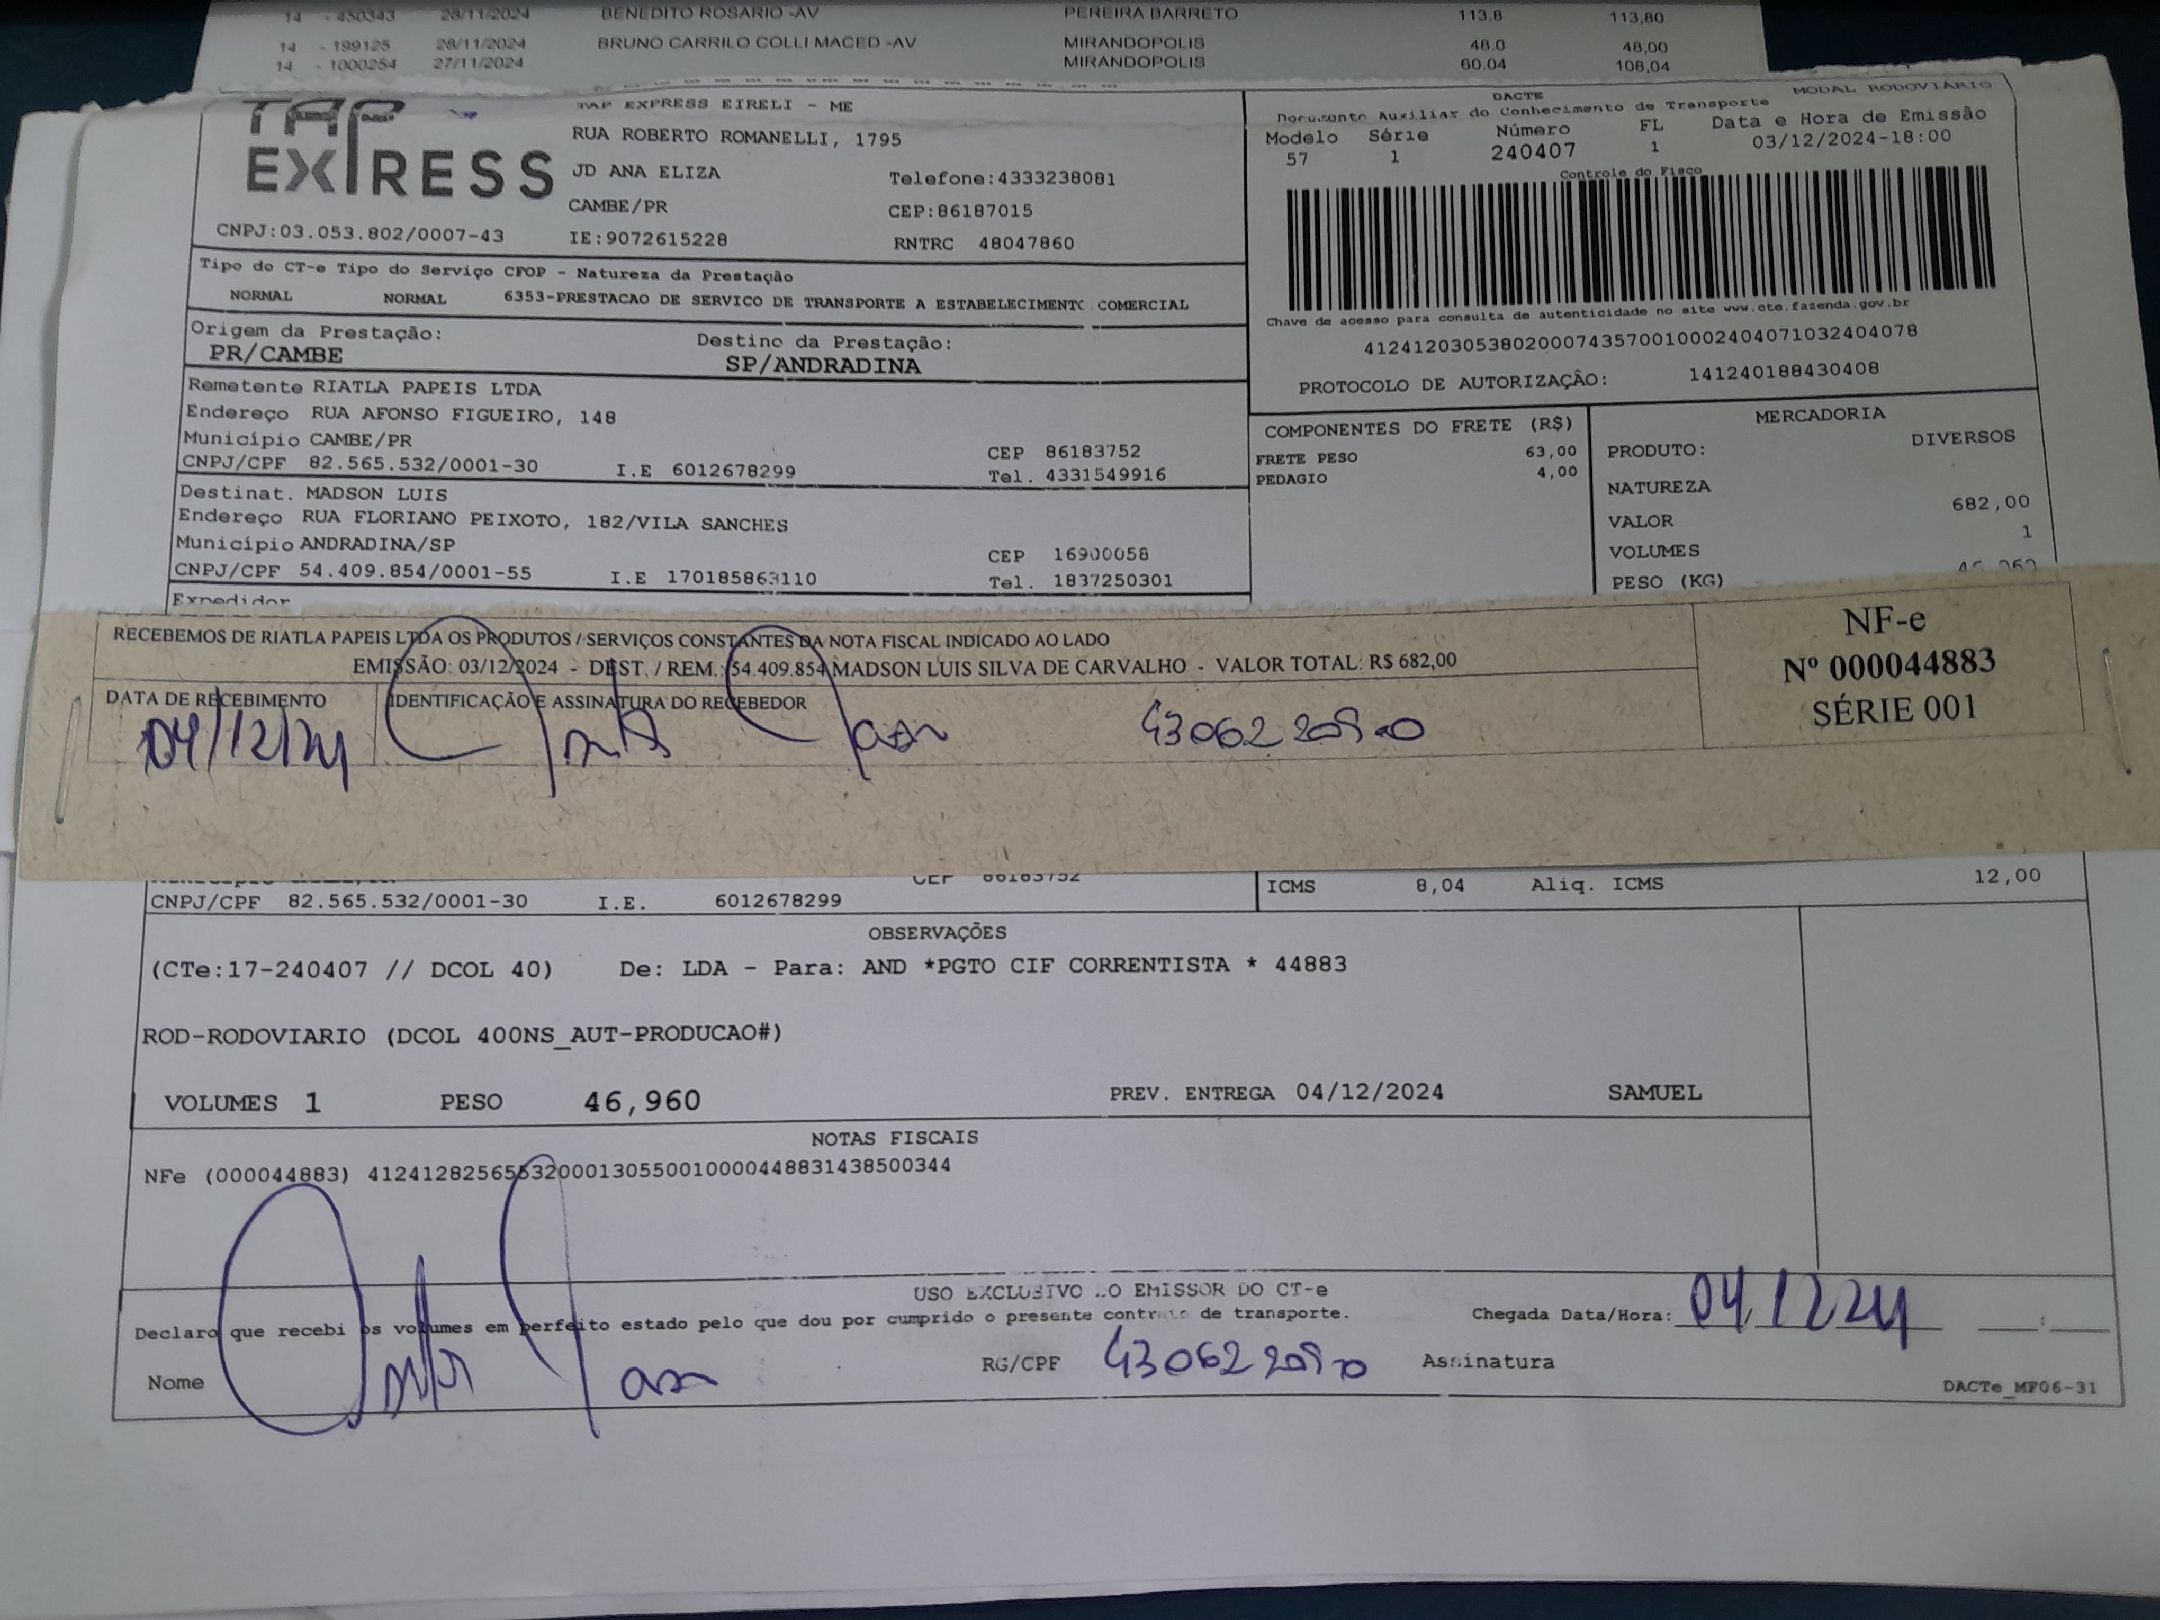 14 - 450343 28/11/2024 BENEDITO ROSARIO -AV PEREIRA BARRETO 113.8 113,80
14 - 199125 28/11/2024 BRUNO CARRILO COLLI MACED -AV MIRANDOPOLIS 48.0 48,00
14 - 1000254 27/11/2024 MIRANDOPOLIS 60.04 108,04
TAP EXPRESS
TAP EXPRESS EIRELI - ME
RUA ROBERTO ROMANELLI, 1795
JD ANA ELIZA Telefone:4333238081
CAMBE/PR CEP:86187015
CNPJ:03.053.802/0007-43 IE:9072615228 RNTRC 48047860
DACTE MODAL RODOVIÁRIO
Documento Auxiliar do Conhecimento de Transporte
Modelo Série Número FL Data e Hora de Emissão
57 1 240407 1 03/12/2024-18:00
Controle do Fisco
Chave de acesso para consulta de autenticidade no site www.cte.fazenda.gov.br
41241203053802000743570010002404071032404078
PROTOCOLO DE AUTORIZAÇÃO: 141240188430408
Tipo do CT-e Tipo do Serviço CFOP - Natureza da Prestação
NORMAL NORMAL 6353-PRESTACAO DE SERVICO DE TRANSPORTE A ESTABELECIMENTO COMERCIAL
Origem da Prestação: Destino da Prestação:
PR/CAMBE SP/ANDRADINA
Remetente RIATLA PAPEIS LTDA
Endereço RUA AFONSO FIGUEIRO, 148
Município CAMBE/PR CEP 86183752
CNPJ/CPF 82.565.532/0001-30 I.E 6012678299 Tel. 4331549916
Destinat. MADSON LUIS
Endereço RUA FLORIANO PEIXOTO, 182/VILA SANCHES
Município ANDRADINA/SP CEP 16900058
CNPJ/CPF 54.409.854/0001-55 I.E 170185863110 Tel. 1837250301
Expedidor
COMPONENTES DO FRETE (R$)
FRETE PESO 63,00
PEDAGIO 4,00
MERCADORIA
PRODUTO: DIVERSOS
NATUREZA
VALOR 682,00
VOLUMES 1
PESO (KG) 46,960
RECEBEMOS DE RIATLA PAPEIS LTDA OS PRODUTOS / SERVIÇOS CONSTANTES DA NOTA FISCAL INDICADO AO LADO
EMISSÃO: 03/12/2024 - DEST. / REM.: 54.409.854 MADSON LUIS SILVA DE CARVALHO - VALOR TOTAL: R$ 682,00
DATA DE RECEBIMENTO IDENTIFICAÇÃO E ASSINATURA DO RECEBEDOR
04/12/24
NF-e
Nº 000044883
SÉRIE 001
CEP 86183752
CNPJ/CPF 82.565.532/0001-30 I.E. 6012678299
ICMS 8,04 Aliq. ICMS 12,00
OBSERVAÇÕES
(CTe:17-240407 // DCOL 40) De: LDA - Para: AND *PGTO CIF CORRENTISTA * 44883
ROD-RODOVIARIO (DCOL 400NS_AUT-PRODUCAO#)
VOLUMES 1 PESO 46,960 PREV. ENTREGA 04/12/2024 SAMUEL
NOTAS FISCAIS
NFe (000044883) 41241282565532000130550010000448831438500344
USO EXCLUSIVO DO EMISSOR DO CT-e
Declaro que recebi os volumes em perfeito estado pelo que dou por cumprido o presente contrato de transporte. Chegada Data/Hora: 04/12/24 :
Nome RG/CPF Assinatura
DACTe_MF06-31